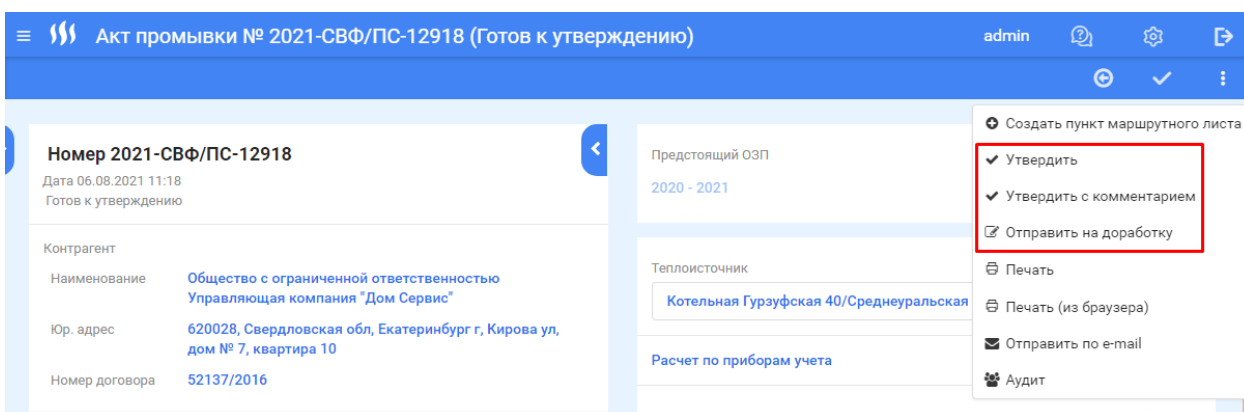 Акт промывки № 2021-СВФ/ПС-12918 (Готов к утверждению)
admin
Номер 2021-СВФ/ПС-12918
Дата 06.08.2021 11:18
Готов к утверждению
Контрагент
Наименование
Общество с ограниченной ответственностью
Управляющая компания "Дом Сервис"
Юр. адрес
620028, Свердловская обл, Екатеринбург г, Кирова ул,
дом № 7, квартира 10
Номер договора
52137/2016
Предстоящий ОЗП
2020 - 2021
Теплоисточник
Котельная Гурзуфская 40/Среднеуральская
Расчет по приборам учета
Создать пункт маршрутного листа
Утвердить
Утвердить с комментарием
Отправить на доработку
Печать
Печать (из браузера)
Отправить по e-mail
Аудит